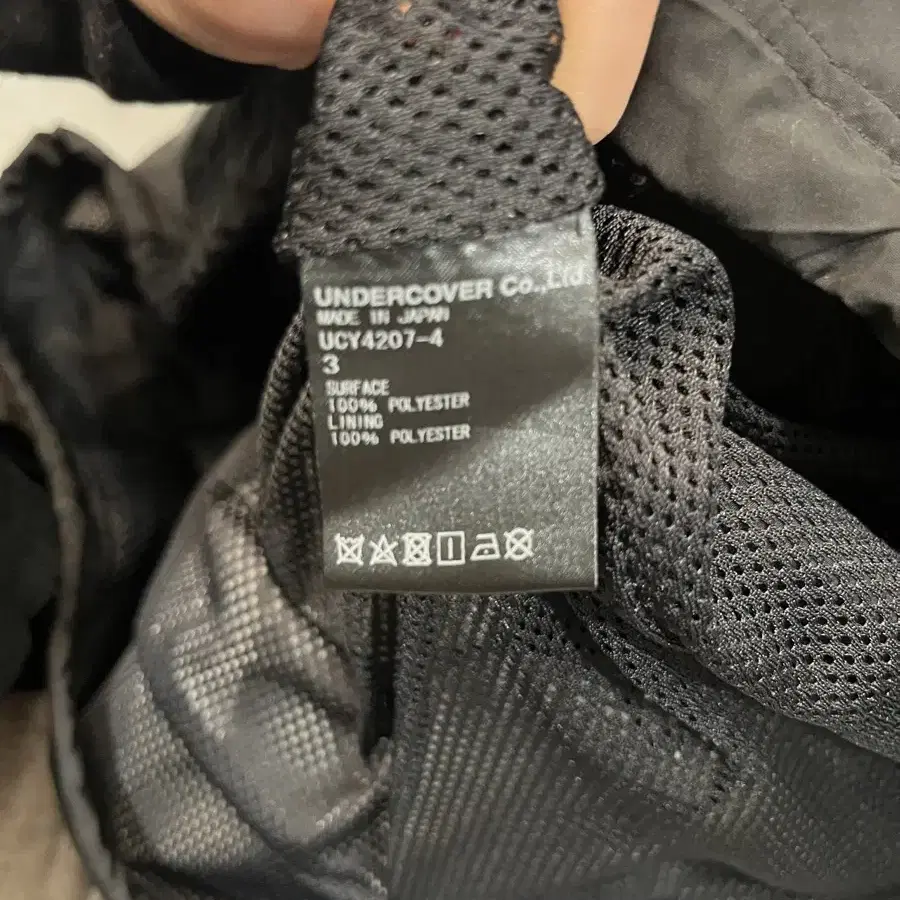 UNDERCOVER Co.,Ltd
MADE IN JAPAN
UCY4207-4
3
SURFACE
100% POLYESTER
LINING
100% POLYESTER